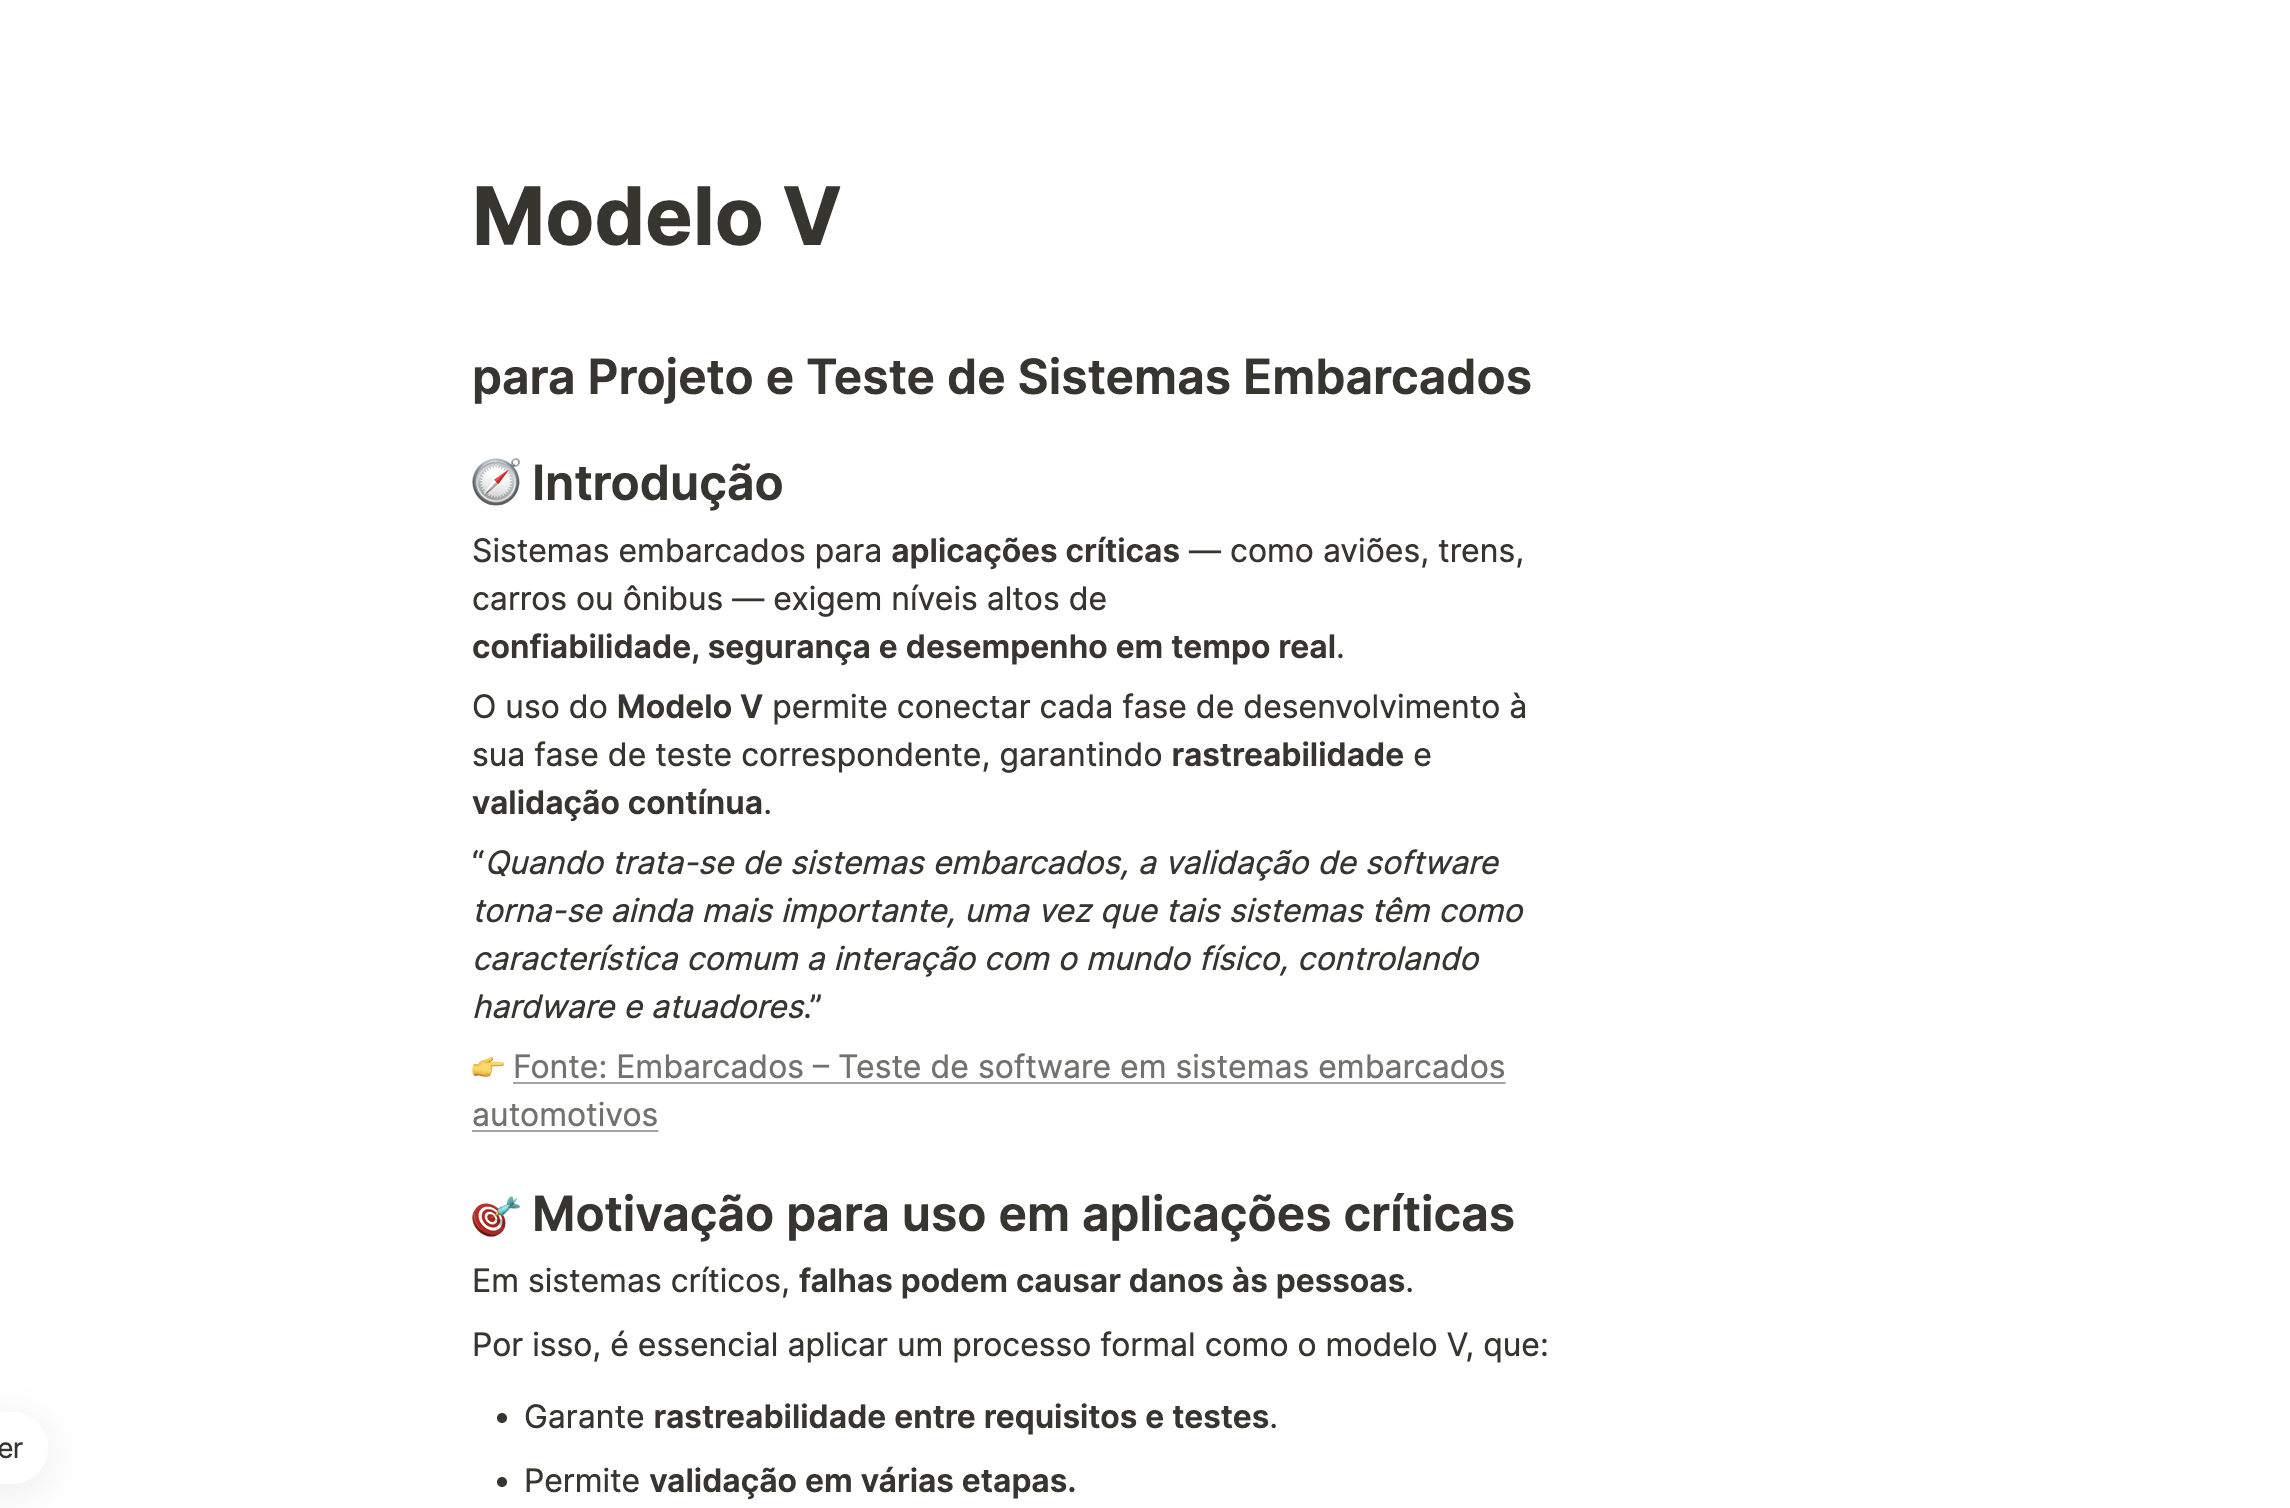 Modelo V
para Projeto e Teste de Sistemas Embarcados
🧭 Introdução
Sistemas embarcados para aplicações críticas — como aviões, trens,
carros ou ônibus — exigem níveis altos de
confiabilidade, segurança e desempenho em tempo real.
O uso do Modelo V permite conectar cada fase de desenvolvimento à
sua fase de teste correspondente, garantindo rastreabilidade e
validação contínua.
“Quando trata-se de sistemas embarcados, a validação de software
torna-se ainda mais importante, uma vez que tais sistemas têm como
característica comum a interação com o mundo físico, controlando
hardware e atuadores.”
👉 Fonte: Embarcados – Teste de software em sistemas embarcados
automotivos
🎯 Motivação para uso em aplicações críticas
Em sistemas críticos, falhas podem causar danos às pessoas.
Por isso, é essencial aplicar um processo formal como o modelo V, que:
• Garante rastreabilidade entre requisitos e testes.
er
• Permite validação em várias etapas.